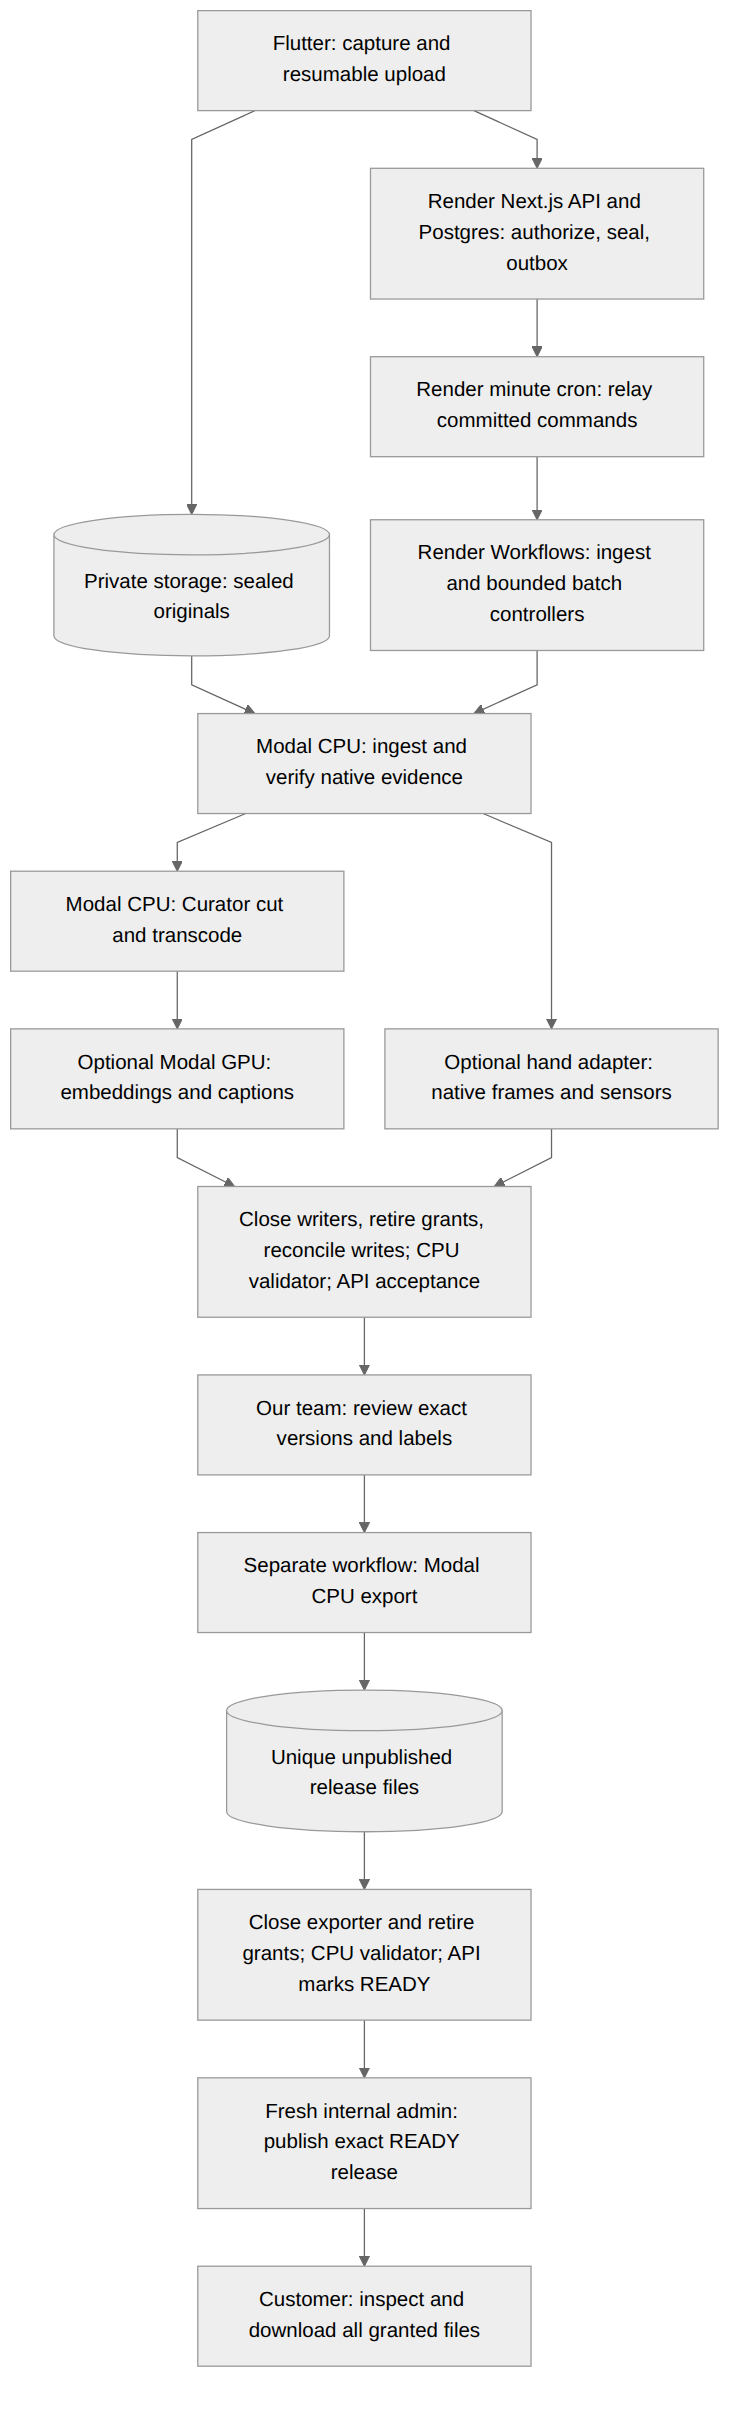 Flutter: capture and
resumable upload
Render Next.js API and
Postgres: authorize, seal,
outbox
Render minute cron: relay
committed commands
Private storage: sealed
originals
Render Workflows: ingest
and bounded batch
controllers
Modal CPU: ingest and
verify native evidence
Modal CPU: Curator cut
and transcode
Optional Modal GPU:
embeddings and captions
Optional hand adapter:
native frames and sensors
Close writers, retire grants,
reconcile writes; CPU
validator; API acceptance
Our team: review exact
versions and labels
Separate workflow: Modal
CPU export
Unique unpublished
release files
Close exporter and retire
grants; CPU validator; API
marks READY
Fresh internal admin:
publish exact READY
release
Customer: inspect and
download all granted files